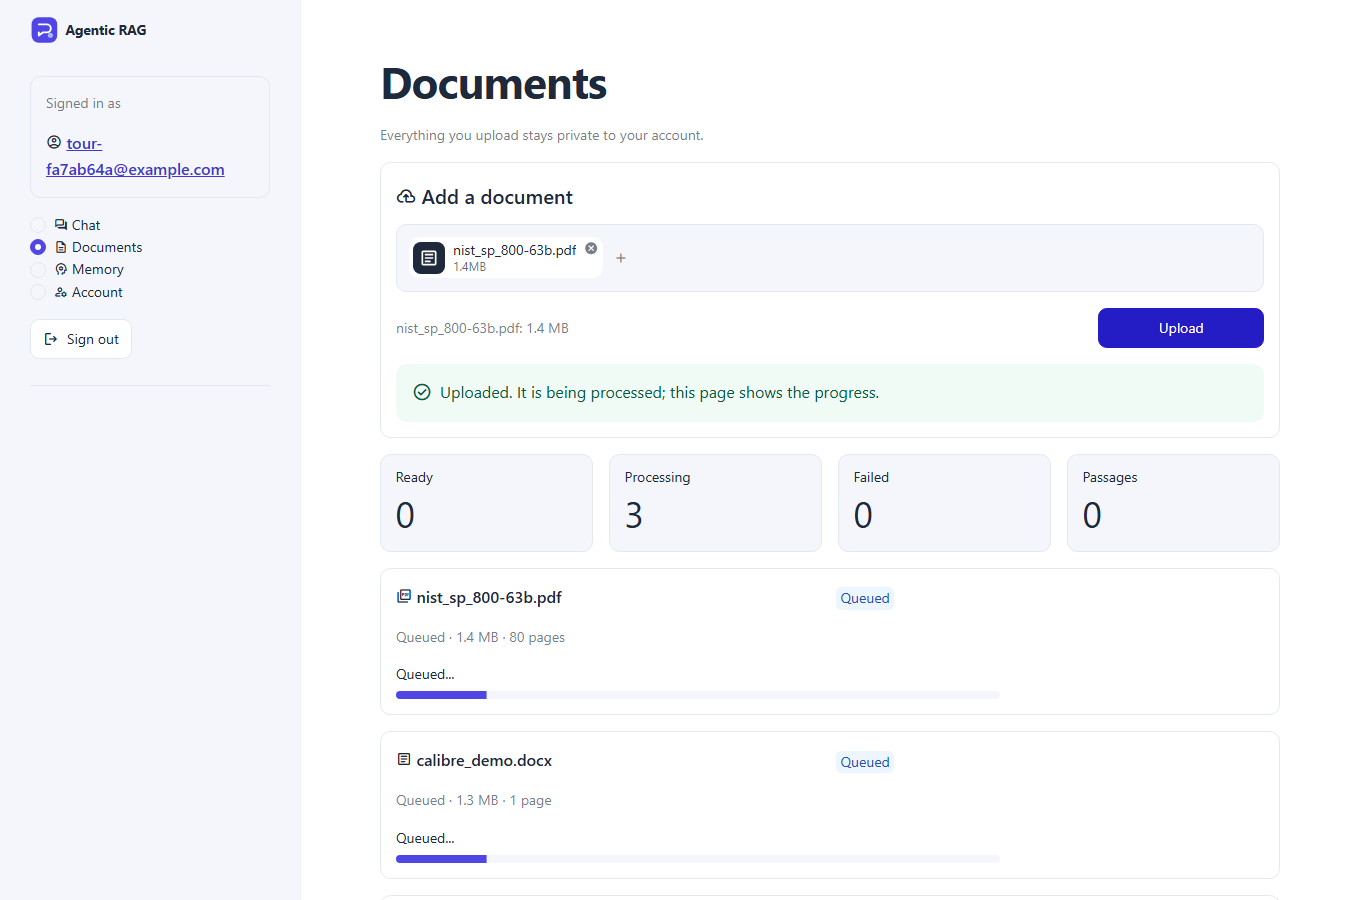 Agentic RAG
Signed in as
tour-
fa7ab64a@example.com
Chat
Documents
Memory
Account
Sign out
Documents
Everything you upload stays private to your account.
Add a document
nist_sp_800-63b.pdf
1.4MB
nist_sp_800-63b.pdf: 1.4 MB
Upload
Uploaded. It is being processed; this page shows the progress.
Ready
0
Processing
3
Failed
0
Passages
0
nist_sp_800-63b.pdf
Queued
Queued · 1.4 MB · 80 pages
Queued...
calibre_demo.docx
Queued
Queued · 1.3 MB · 1 page
Queued...